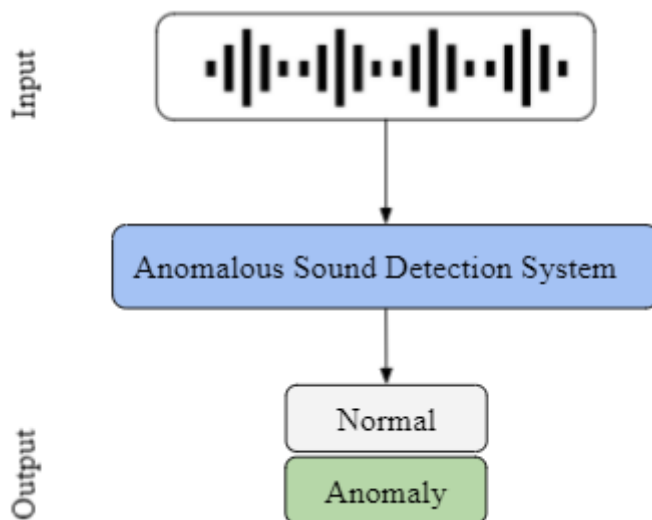 Input
Anomalous Sound Detection System
Output
Normal
Anomaly